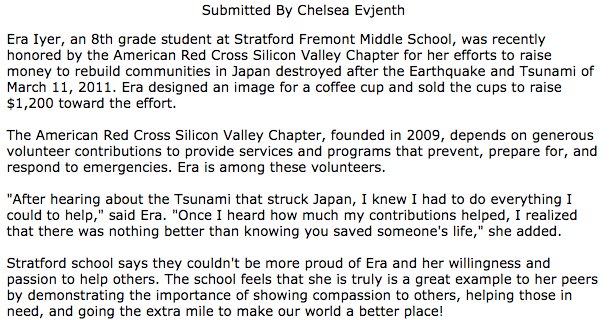 Submitted By Chelsea Evjenth
Era Iyer, an 8th grade student at Stratford Fremont Middle School, was recently
honored by the American Red Cross Silicon Valley Chapter for her efforts to raise
money to rebuild communities in Japan destroyed after the Earthquake and Tsunami of
March 11, 2011. Era designed an image for a coffee cup and sold the cups to raise
$1,200 toward the effort.
The American Red Cross Silicon Valley Chapter, founded in 2009, depends on generous
volunteer contributions to provide services and programs that prevent, prepare for, and
respond to emergencies. Era is among these volunteers.
"After hearing about the Tsunami that struck Japan, I knew I had to do everything I
could to help," said Era. "Once I heard how much my contributions helped, I realized
that there was nothing better than knowing you saved someone's life," she added.
Stratford school says they couldn't be more proud of Era and her willingness and
passion to help others. The school feels that she is truly is a great example to her peers
by demonstrating the importance of showing compassion to others, helping those in
need, and going the extra mile to make our world a better place!